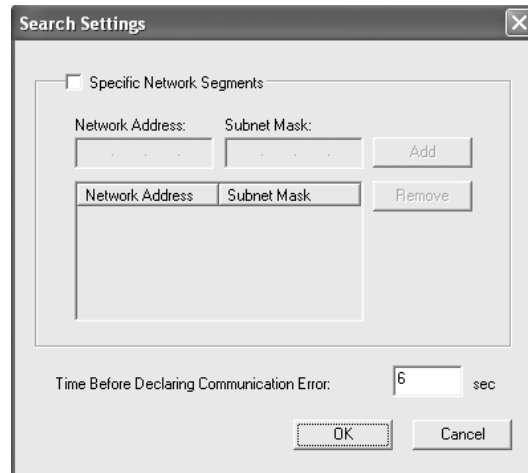 Search Settings
Specific Network Segments
Network Address: Subnet Mask:
Add
Network Address Subnet Mask
Remove
Time Before Declaring Communication Error: 6 sec
OK Cancel